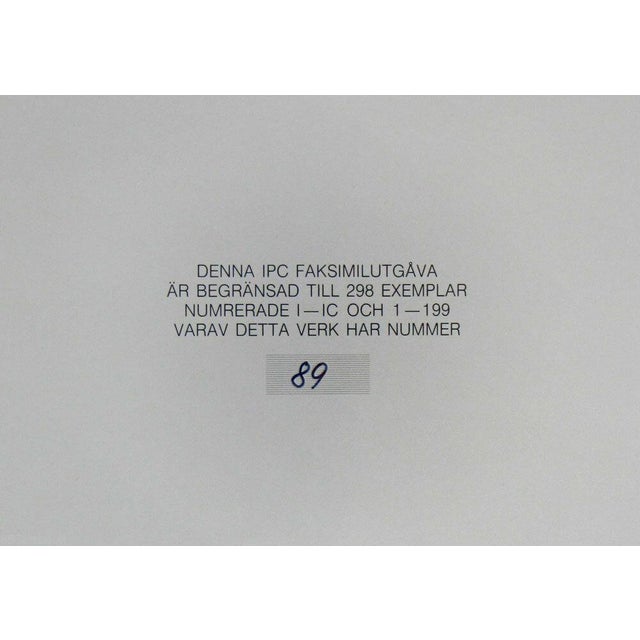 DENNA IPC FAKSIMILUTGÅVA
ÄR BEGRÄNSAD TILL 298 EXEMPLAR
NUMRERADE I—IC OCH 1—199
VARAV DETTA VERK HAR NUMMER
89